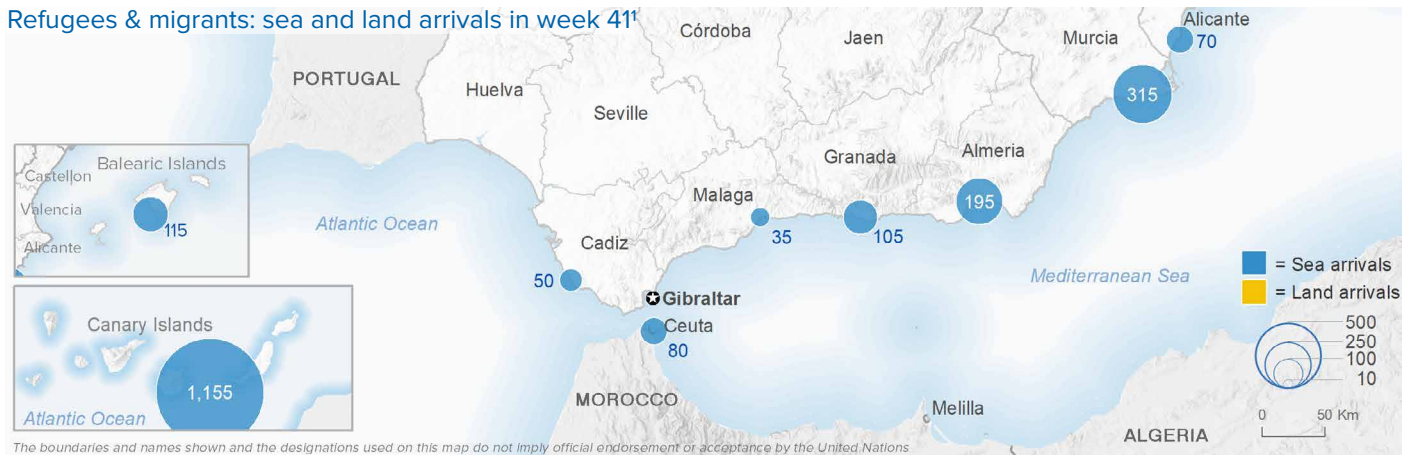 Refugees & migrants: sea and land arrivals in week 41¹
Alicante
70
Córdoba
Jaen
Murcia
PORTUGAL
Huelva
315
Seville
Balearic Islands
Castellon
Valencia
Alicante
115
Granada
Almeria
Malaga
195
Atlantic Ocean
35
105
Cadiz
50
Mediterranean Sea
= Sea arrivals
= Land arrivals
Gibraltar
Ceuta
80
Canary Islands
1,155
Atlantic Ocean
500
250
100
10
MOROCCO
Melilla
0 50 Km
ALGERIA
The boundaries and names shown and the designations used on this map do not imply official endorsement or acceptance by the United Nations